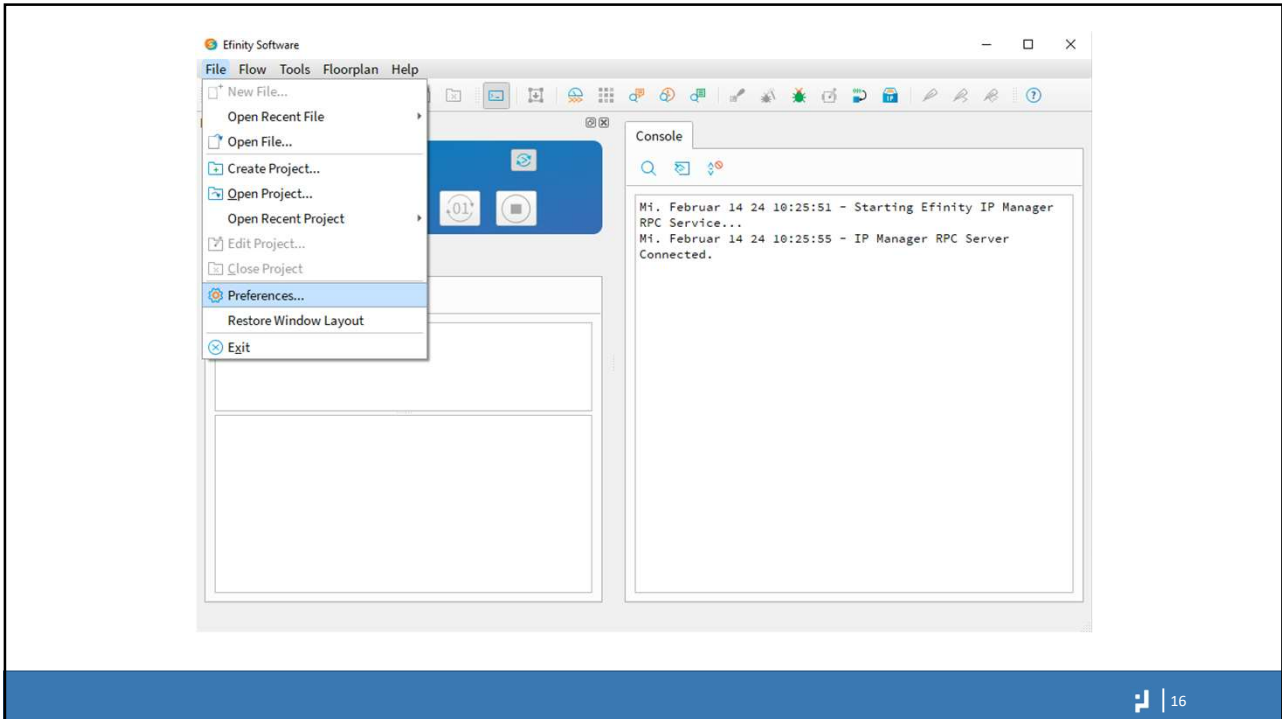 Efinity Software
File Flow Tools Floorplan Help
New File...
Open Recent File
Open File...
Create Project...
Open Project...
Open Recent Project
Edit Project...
Close Project
Preferences...
Restore Window Layout
Exit
01
IP
Console
Mi. Februar 14 24 10:25:51 - Starting Efinity IP Manager
RPC Service...
Mi. Februar 14 24 10:25:55 - IP Manager RPC Server
Connected.
16